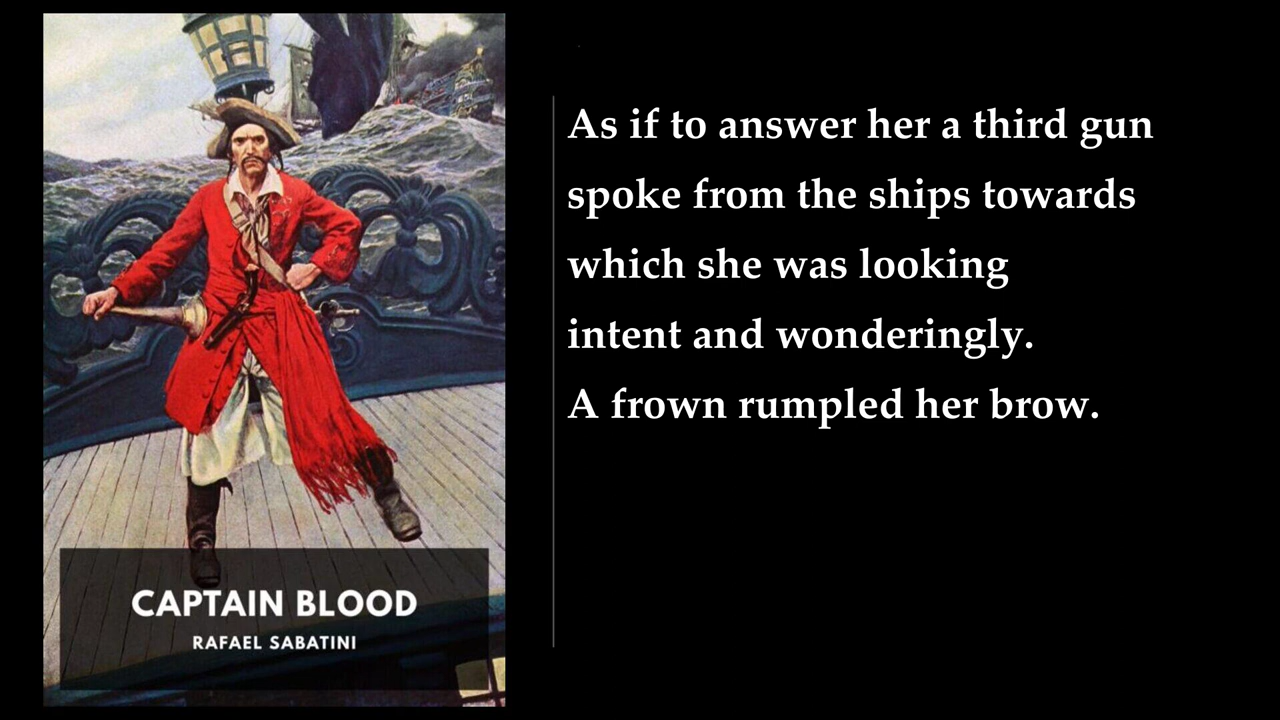 CAPTAIN BLOOD
RAFAEL SABATINI
As if to answer her a third gun
spoke from the ships towards
which she was looking
intent and wonderingly.
A frown rumpled her brow.